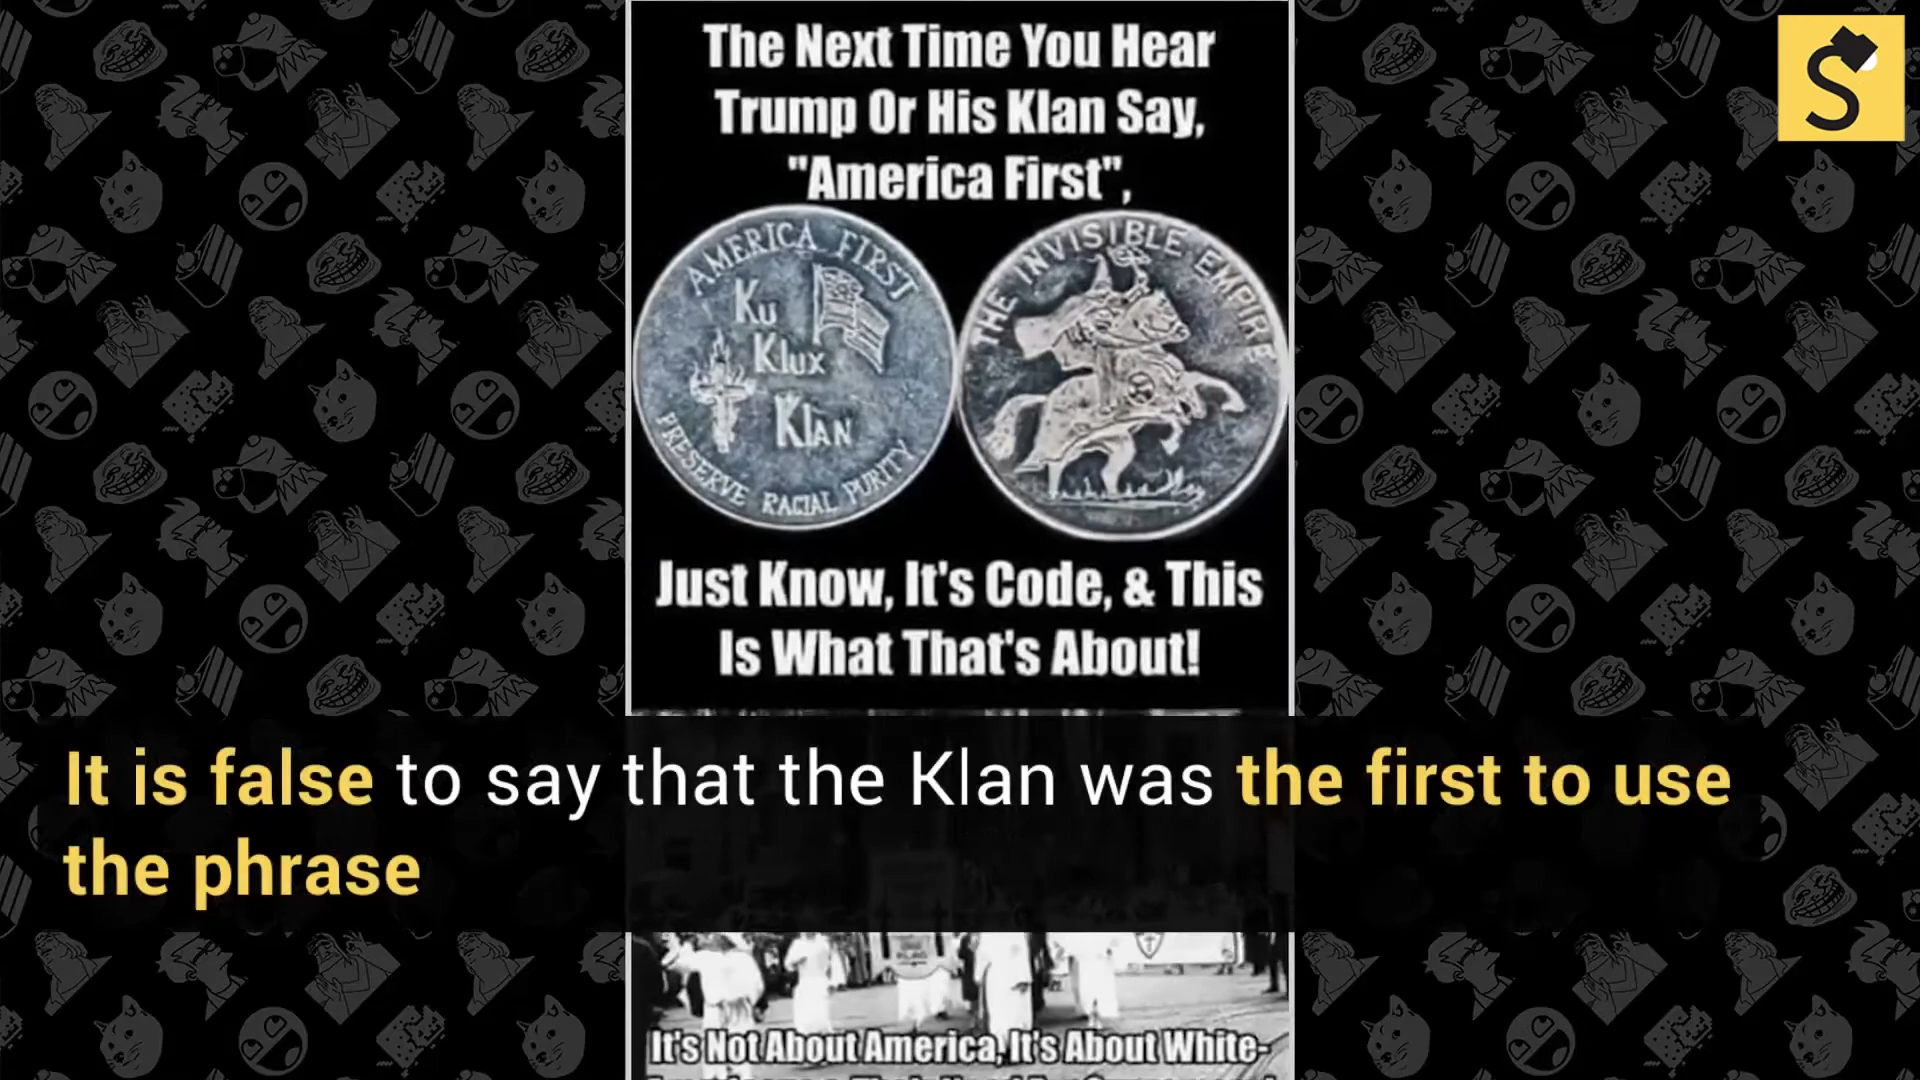 The Next Time You Hear
Trump Or His Klan Say,
"America First",
AMERICA FIRST
Ku
Klux
Klan
PRESERVE RACIAL PURITY
THE INVISIBLE EMPIRE
Just Know, It's Code, & This
Is What That's About!
It is false to say that the Klan was the first to use
the phrase
It's Not About America, It's About White-
S